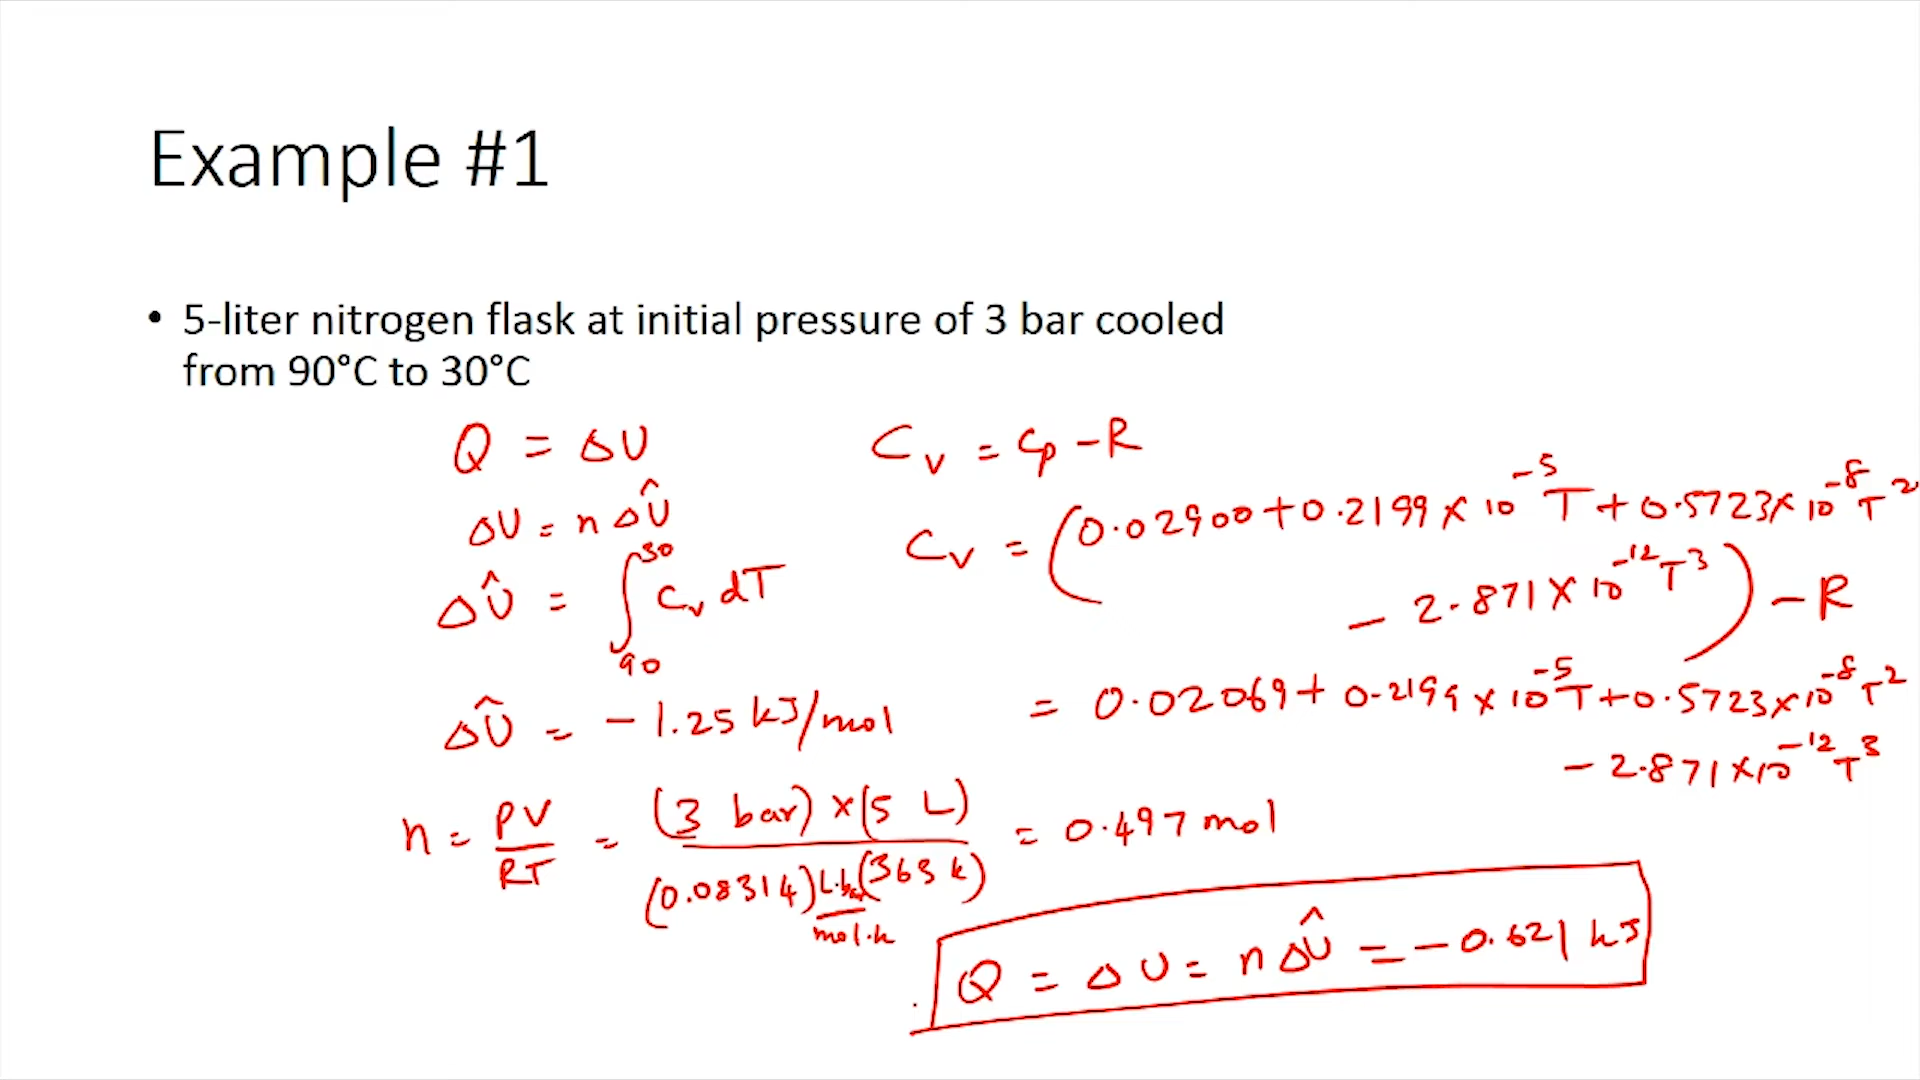 Example #1
• 5-liter nitrogen flask at initial pressure of 3 bar cooled
from 90°C to 30°C
Q = ΔU
ΔU = n ΔÛ
ΔÛ = ∫₉₀³⁰ Cv dT
ΔÛ = - 1.25 kJ/mol
Cv = Cp - R
Cv = (0.02900 + 0.2199 × 10⁻⁵ T + 0.5723 × 10⁻⁸ T²
- 2.871 × 10⁻¹² T³) - R
= 0.02069 + 0.2199 × 10⁻⁵ T + 0.5723 × 10⁻⁸ T²
- 2.871 × 10⁻¹² T³
n = PV/RT = (3 bar) × (5 L) / (0.08314) L·bar/mol·K (363 K) = 0.497 mol
Q = ΔU = n ΔÛ = - 0.621 kJ